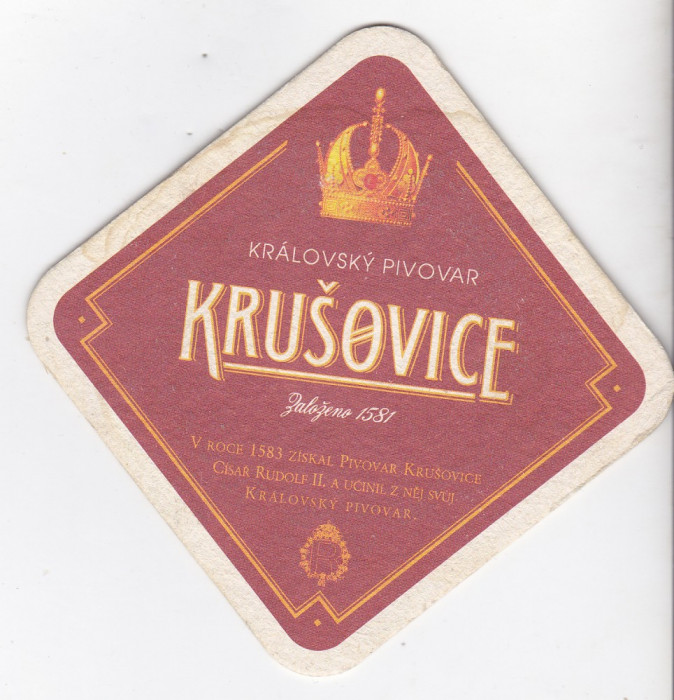 KRÁLOVSKÝ PIVOVAR
KRUŠOVICE
Založeno 1581
V ROCE 1583 ZÍSKAL PIVOVAR KRUŠOVICE
CÍSAŘ RUDOLF II. A UČINIL Z NĚJ SVŮJ
KRÁLOVSKÝ PIVOVAR.
R